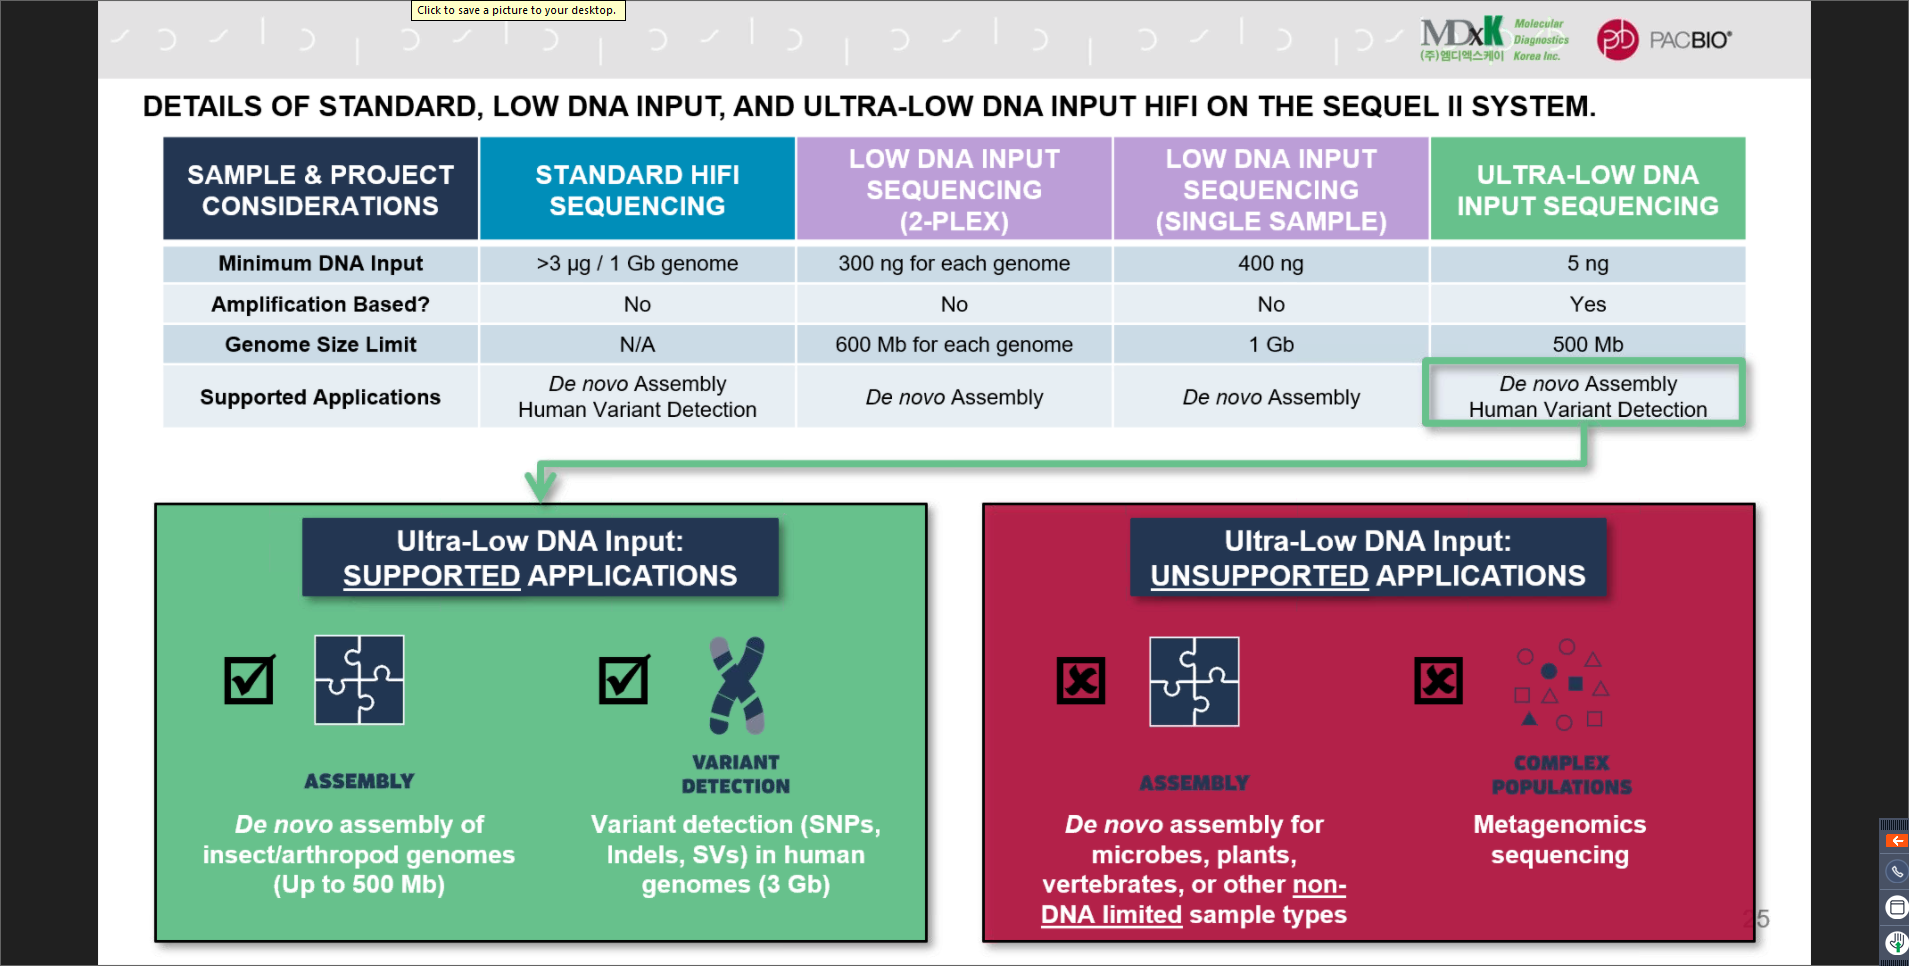 Click to save a picture to your desktop.
MDxK
(주)엠디엑스케이
Molecular
Diagnostics
Korea Inc.
PACBIO®
DETAILS OF STANDARD, LOW DNA INPUT, AND ULTRA-LOW DNA INPUT HIFI ON THE SEQUEL II SYSTEM.
SAMPLE & PROJECT
CONSIDERATIONS
STANDARD HIFI
SEQUENCING
LOW DNA INPUT
SEQUENCING
(2-PLEX)
LOW DNA INPUT
SEQUENCING
(SINGLE SAMPLE)
ULTRA-LOW DNA
INPUT SEQUENCING
Minimum DNA Input
>3 µg / 1 Gb genome
300 ng for each genome
400 ng
5 ng
Amplification Based?
No
No
No
Yes
Genome Size Limit
N/A
600 Mb for each genome
1 Gb
500 Mb
Supported Applications
De novo Assembly
Human Variant Detection
De novo Assembly
De novo Assembly
De novo Assembly
Human Variant Detection
Ultra-Low DNA Input:
SUPPORTED APPLICATIONS
ASSEMBLY
De novo assembly of
insect/arthropod genomes
(Up to 500 Mb)
VARIANT
DETECTION
Variant detection (SNPs,
Indels, SVs) in human
genomes (3 Gb)
Ultra-Low DNA Input:
UNSUPPORTED APPLICATIONS
ASSEMBLY
De novo assembly for
microbes, plants,
vertebrates, or other non-
DNA limited sample types
COMPLEX
POPULATIONS
Metagenomics
sequencing
25